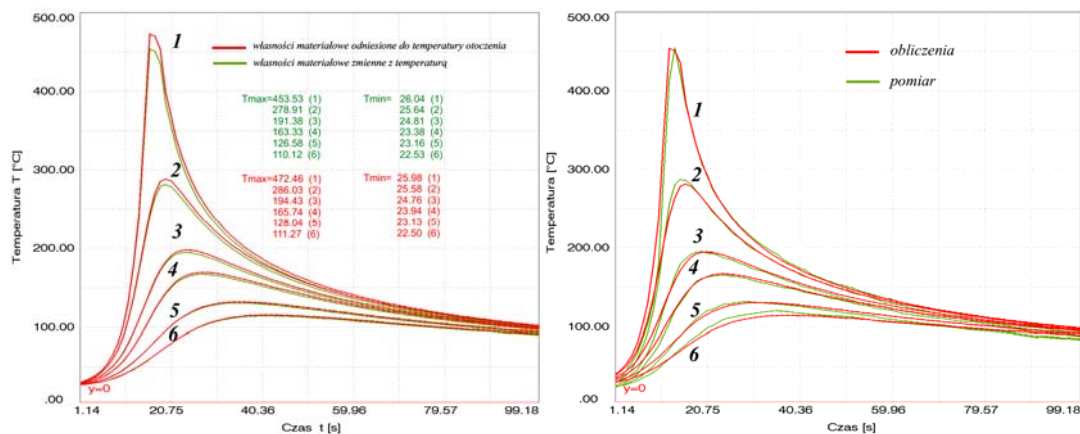 500.00
400.00
300.00
200.00
100.00
.00
Temperatura T [°C]
1
własności materiałowe odniesione do temperatury otoczenia
własności materiałowe zmienne z temperaturą
Tmax=453.53 (1) Tmin= 26.04 (1)
278.91 (2) 25.64 (2)
191.38 (3) 24.81 (3)
163.33 (4) 23.38 (4)
126.58 (5) 23.16 (5)
110.12 (6) 22.53 (6)
Tmax=472.46 (1) Tmin= 25.98 (1)
286.03 (2) 25.58 (2)
194.43 (3) 24.76 (3)
165.74 (4) 23.94 (4)
128.04 (5) 23.13 (5)
111.27 (6) 22.50 (6)
2
3
4
5
6
y=0
1.14 20.75 40.36 59.96 79.57 99.18
Czas t [s]
500.00
400.00
300.00
200.00
100.00
.00
Temperatura [°C]
obliczenia
pomiar
1
2
3
4
5
6
y=0
1.14 20.75 40.36 59.96 79.57 99.18
Czas [s]